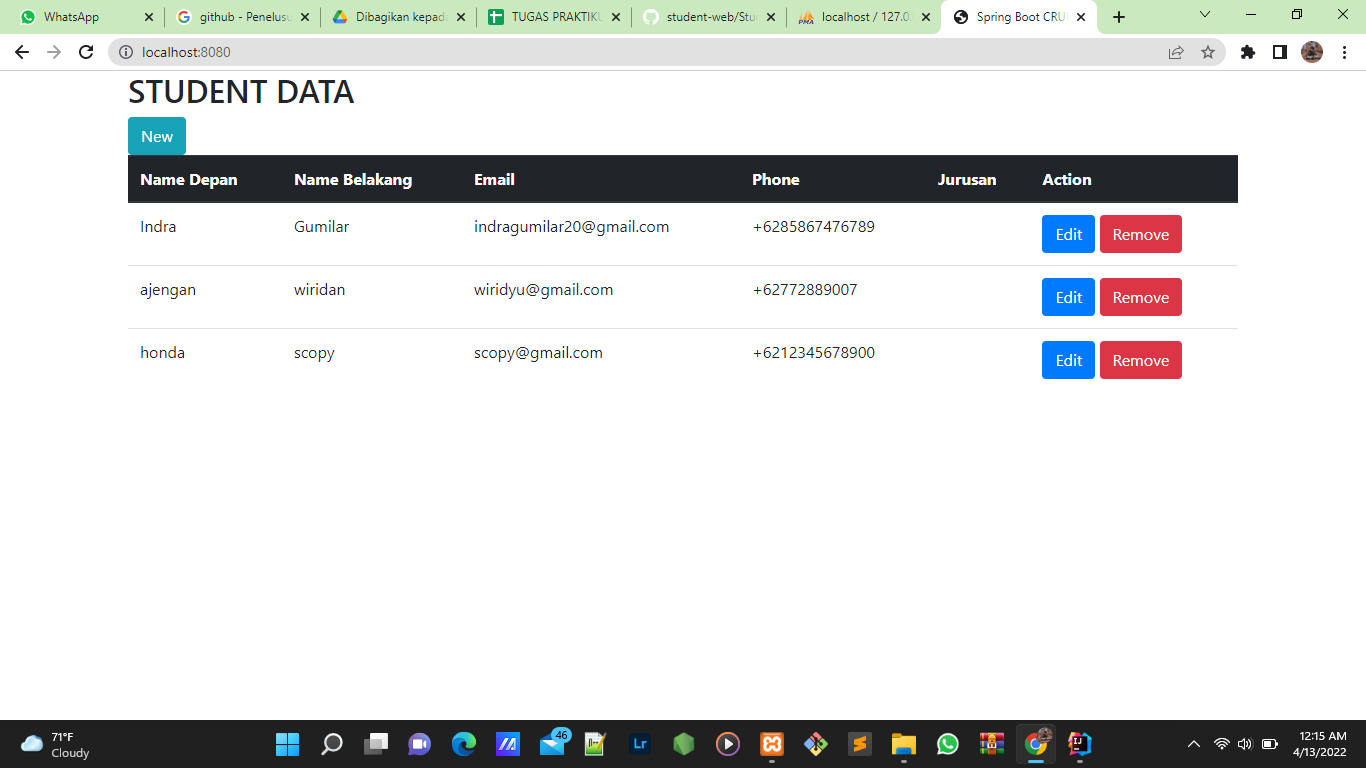 WhatsApp
github - Penelusu
Dibagikan kepada
TUGAS PRAKTIKU
student-web/Stud
localhost / 127.0.
Spring Boot CRU
localhost:8080
STUDENT DATA
New
Name Depan Name Belakang Email Phone Jurusan Action
Indra Gumilar indragumilar20@gmail.com +6285867476789 Edit Remove
ajengan wiridan wiridyu@gmail.com +62772889007 Edit Remove
honda scopy scopy@gmail.com +6212345678900 Edit Remove
71°F
Cloudy
46
Lr
12:15 AM
4/13/2022